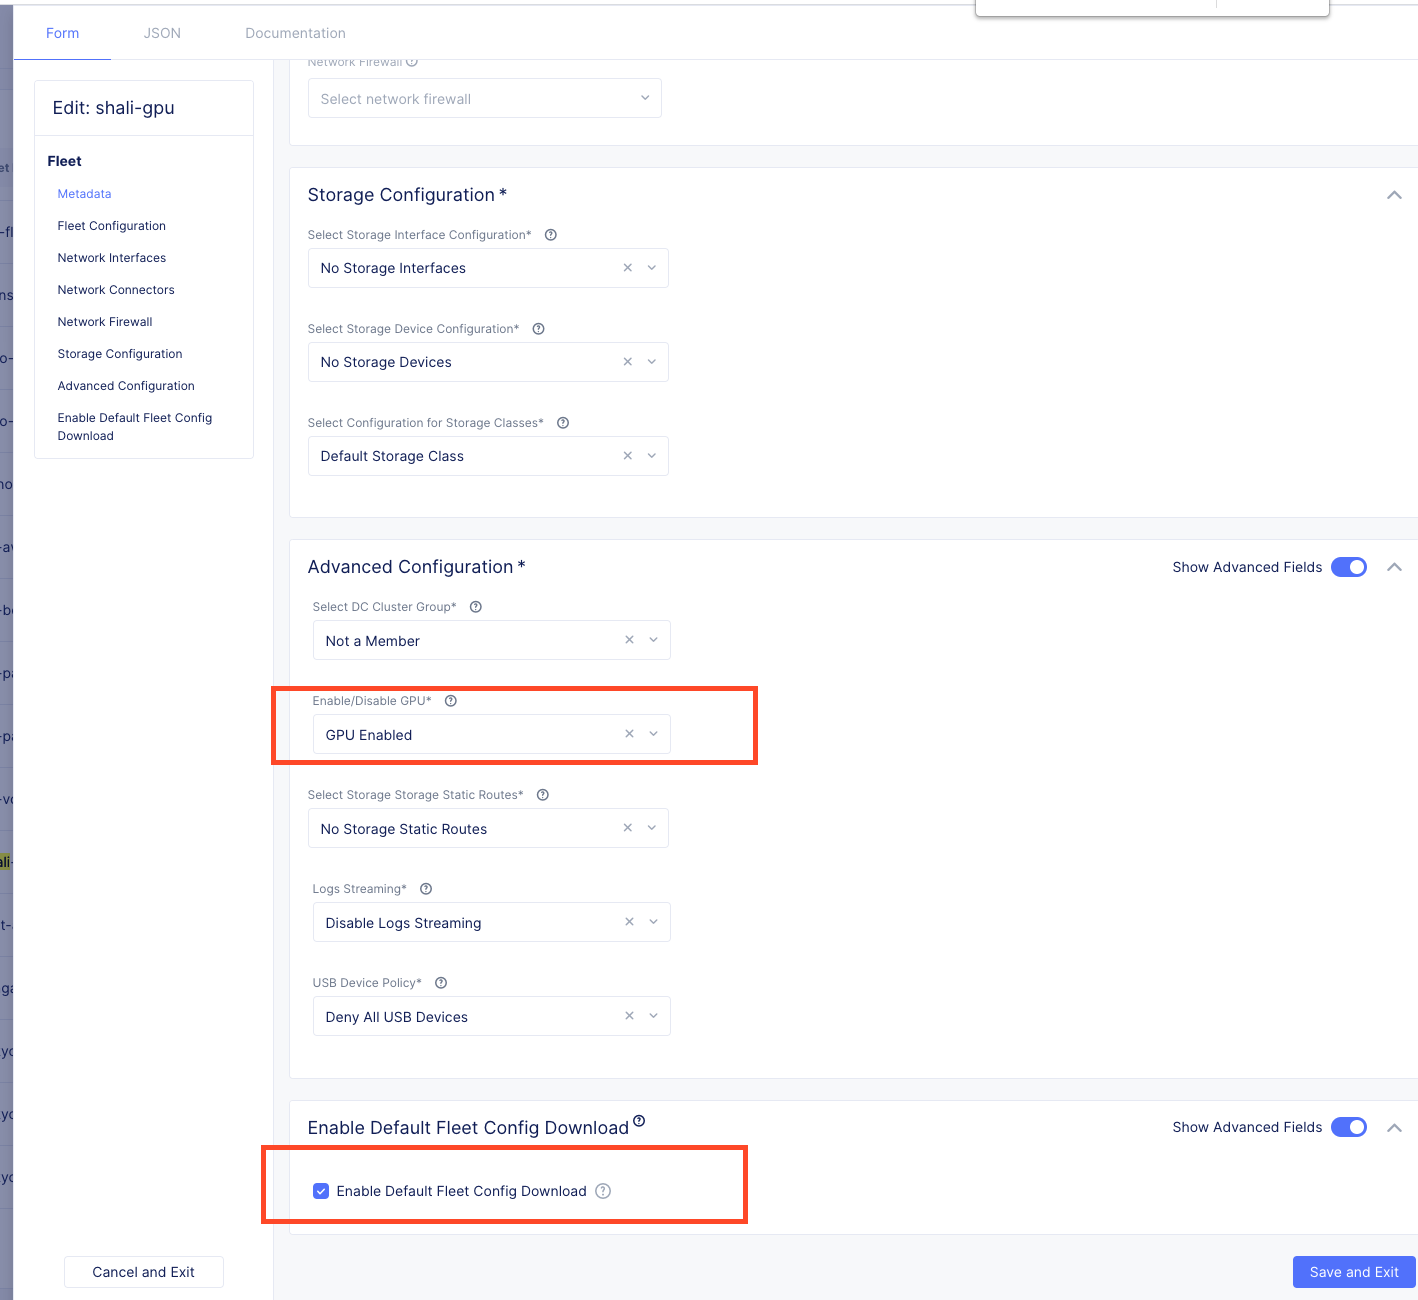 Form
JSON
Documentation
Edit: shali-gpu
Fleet
Metadata
Fleet Configuration
Network Interfaces
Network Connectors
Network Firewall
Storage Configuration
Advanced Configuration
Enable Default Fleet Config
Download
Cancel and Exit
Network Firewall
Select network firewall
Storage Configuration *
Select Storage Interface Configuration*
No Storage Interfaces
Select Storage Device Configuration*
No Storage Devices
Select Configuration for Storage Classes*
Default Storage Class
Advanced Configuration *
Show Advanced Fields
Select DC Cluster Group*
Not a Member
Enable/Disable GPU*
GPU Enabled
Select Storage Storage Static Routes*
No Storage Static Routes
Logs Streaming*
Disable Logs Streaming
USB Device Policy*
Deny All USB Devices
Enable Default Fleet Config Download
Show Advanced Fields
Enable Default Fleet Config Download
Save and Exit